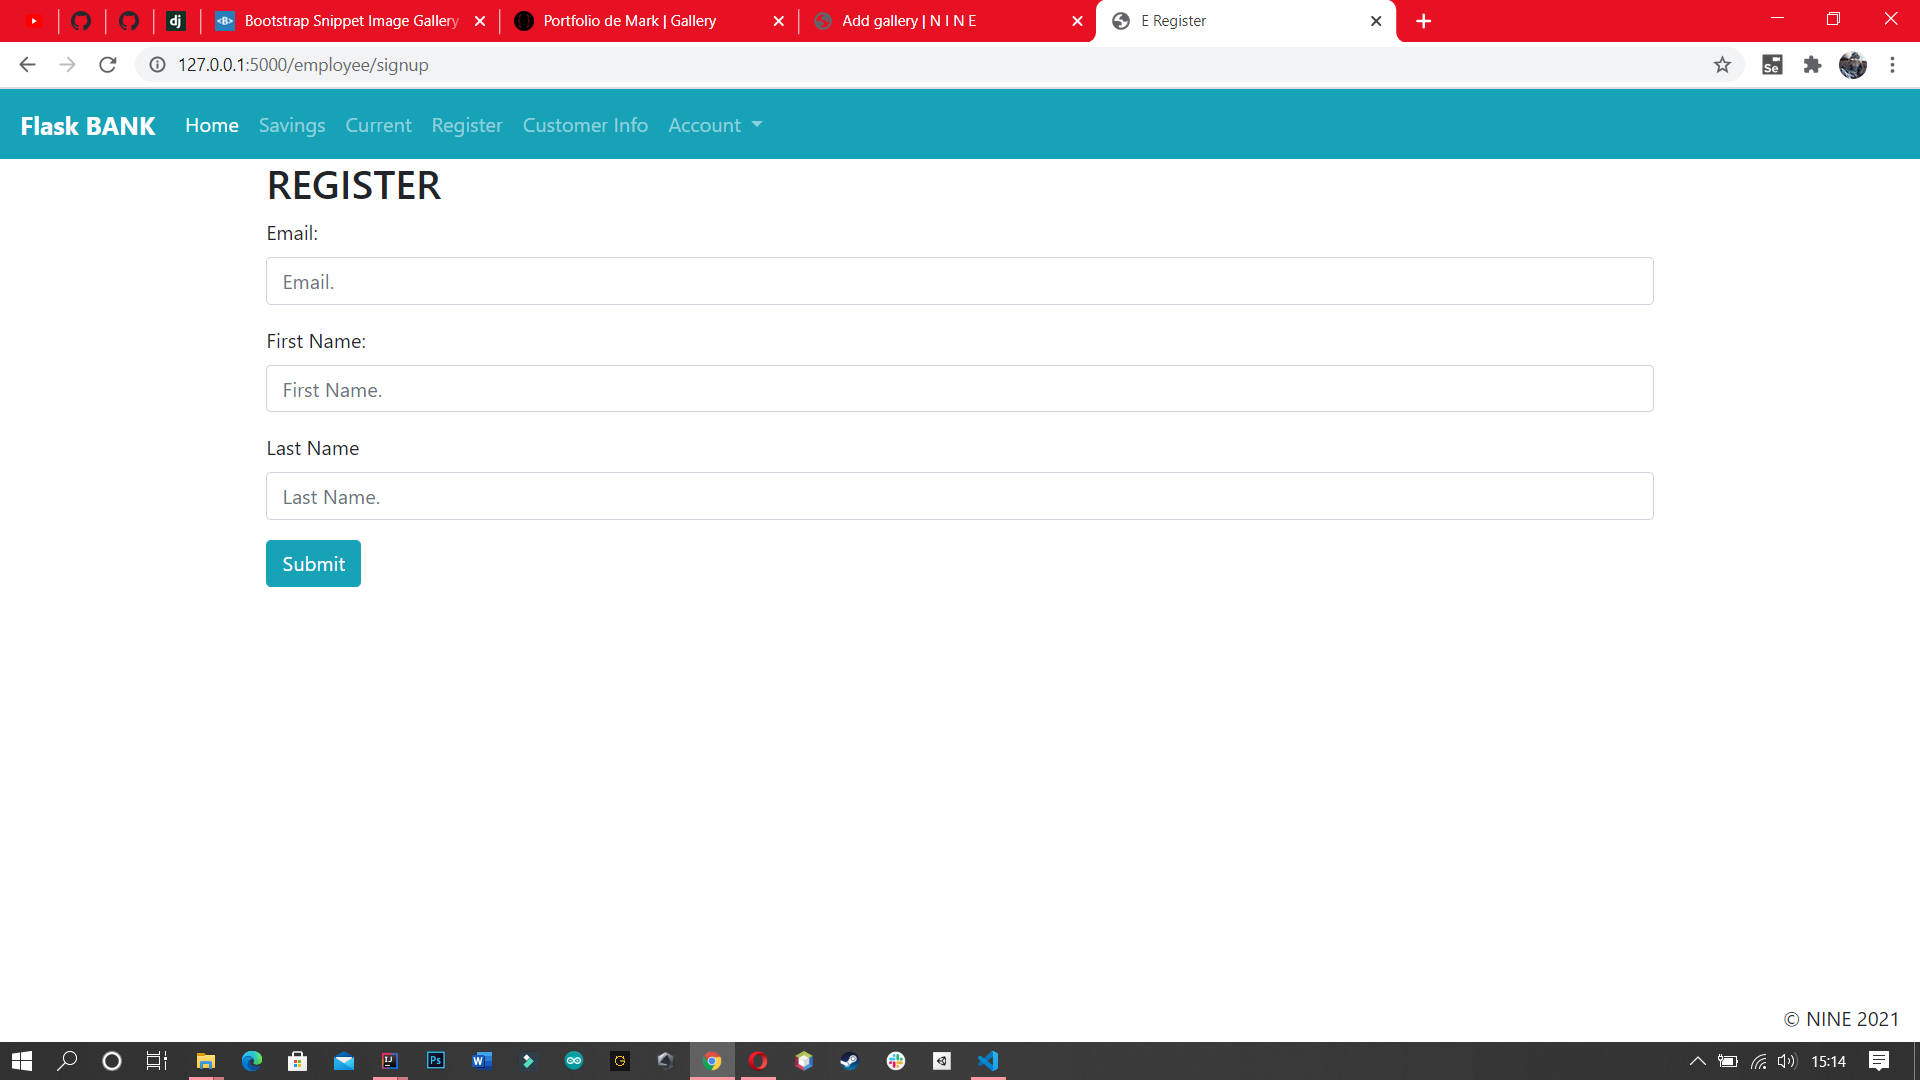 Bootstrap Snippet Image Gallery
Portfolio de Mark | Gallery
Add gallery | N I N E
E Register
127.0.0.1:5000/employee/signup
Se
Flask BANK Home Savings Current Register Customer Info Account
REGISTER
Email:
Email.
First Name:
First Name.
Last Name
Last Name.
Submit
© NINE 2021
15:14